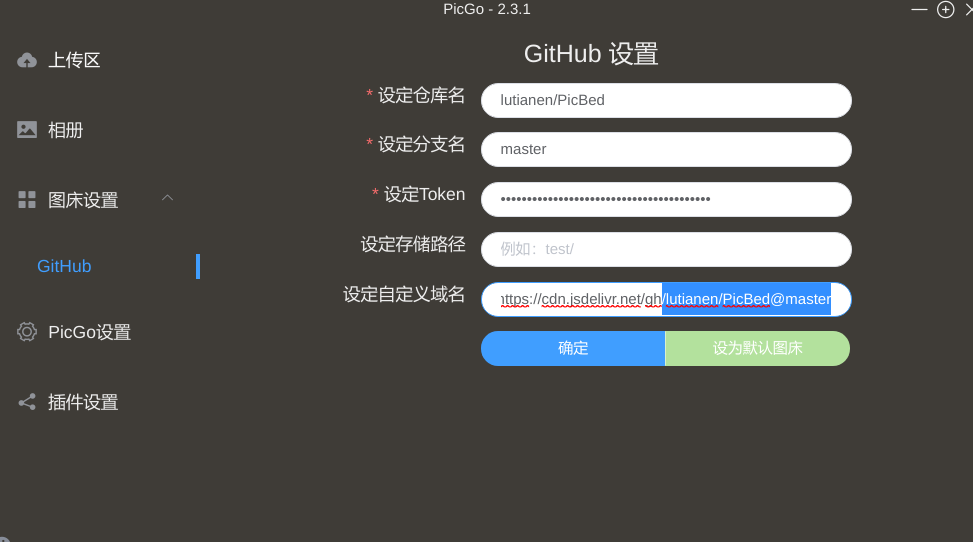 PicGo - 2.3.1
上传区
相册
图床设置
GitHub
PicGo设置
插件设置
GitHub 设置
* 设定仓库名 lutianen/PicBed
* 设定分支名 master
* 设定Token ••••••••••••••••••••••••••••••••••••••••
设定存储路径 例如：test/
设定自定义域名 https://cdn.jsdelivr.net/gh/lutianen/PicBed@master
确定 设为默认图床